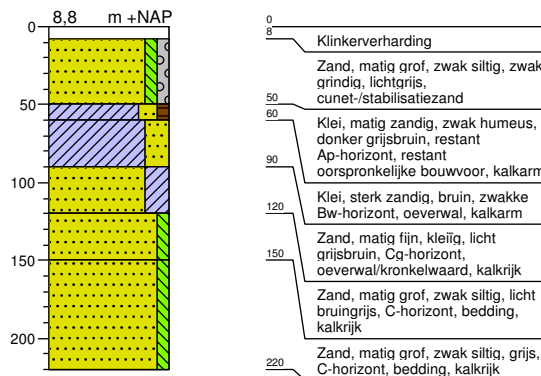 8,8 m +NAP
0
50
100
150
200
0
8
Klinkerverharding
Zand, matig grof, zwak siltig, zwak
grindig, lichtgrijs,
cunet-/stabilisatiezand
50
60
Klei, matig zandig, zwak humeus,
donker grijsbruin, restant
Ap-horizont, restant
oorspronkelijke bouwvoor, kalkarm
90
Klei, sterk zandig, bruin, zwakke
Bw-horizont, oeverwal, kalkarm
120
Zand, matig fijn, kleiïg, licht
grijsbruin, Cg-horizont,
oeverwal/kronkelwaard, kalkrijk
150
Zand, matig grof, zwak siltig, licht
bruingrijs, C-horizont, bedding,
kalkrijk
220
Zand, matig grof, zwak siltig, grijs,
C-horizont, bedding, kalkrijk